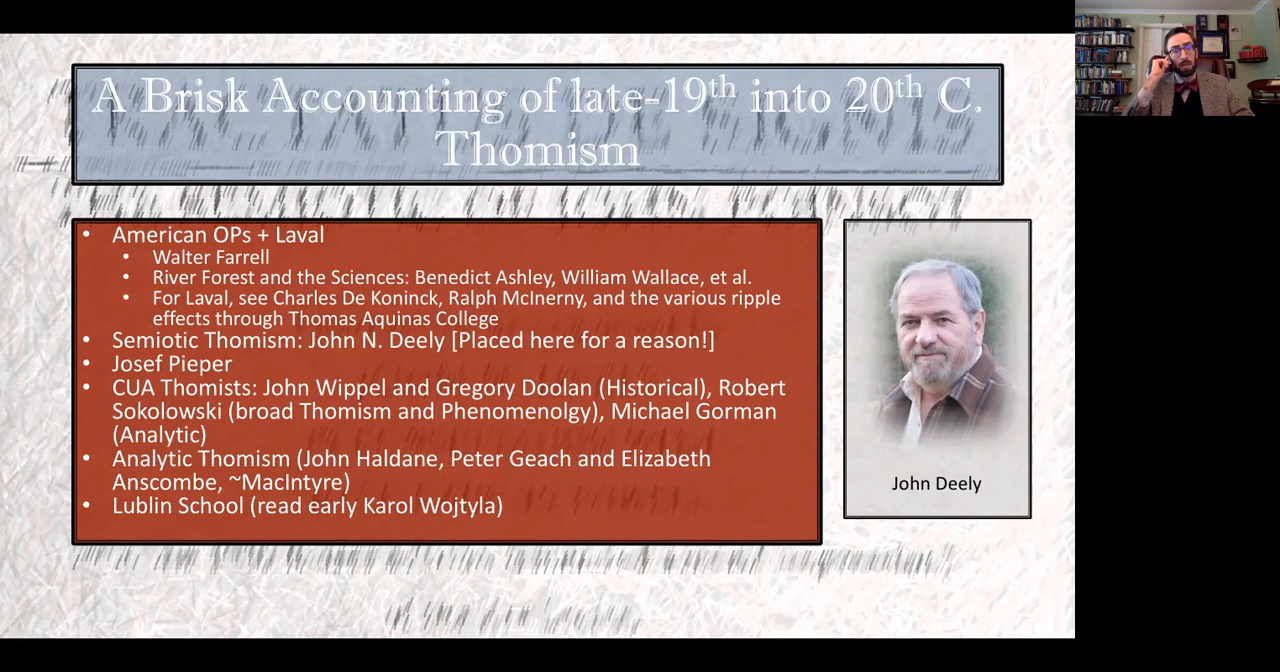 A Brisk Accounting of late-19th into 20th C.
Thomism
• American OPs + Laval
• Walter Farrell
• River Forest and the Sciences: Benedict Ashley, William Wallace, et al.
• For Laval, see Charles De Koninck, Ralph McInerny, and the various ripple
effects through Thomas Aquinas College
• Semiotic Thomism: John N. Deely [Placed here for a reason!]
• Josef Pieper
• CUA Thomists: John Wippel and Gregory Doolan (Historical), Robert
Sokolowski (broad Thomism and Phenomenolgy), Michael Gorman
(Analytic)
• Analytic Thomism (John Haldane, Peter Geach and Elizabeth
Anscombe, ~MacIntyre)
• Lublin School (read early Karol Wojtyla)
John Deely